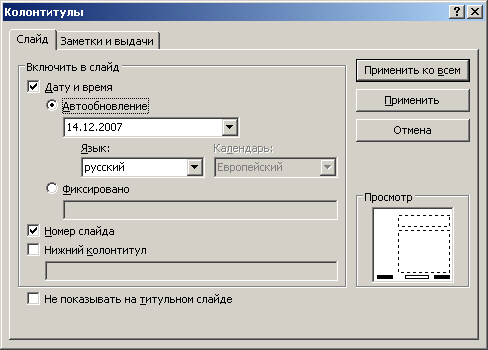 Колонтитулы
Слайд
Заметки и выдачи
Включить в слайд
Дату и время
Автообновление
14.12.2007
Язык:
Календарь:
русский
Европейский
Фиксировано
Номер слайда
Нижний колонтитул
Не показывать на титульном слайде
Применить ко всем
Применить
Отмена
Просмотр